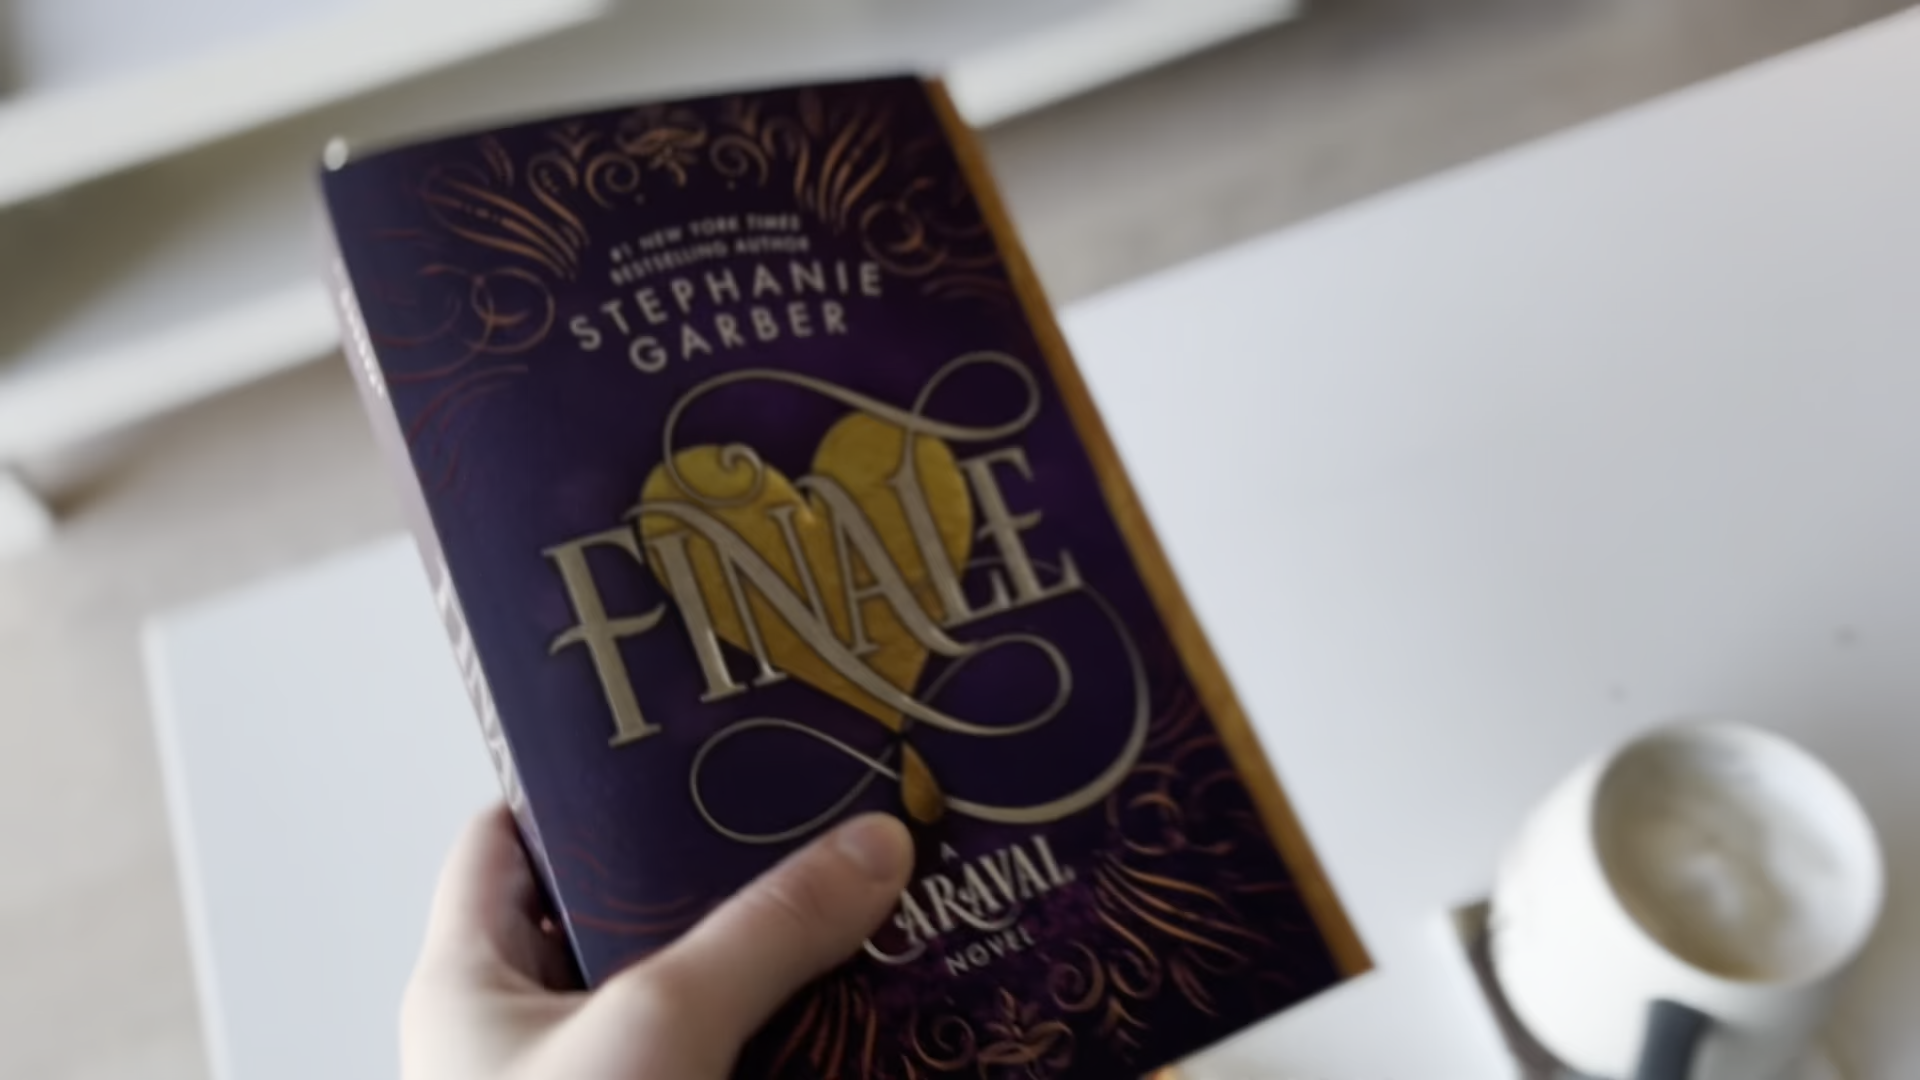 #1 NEW YORK TIMES
BESTSELLING AUTHOR
STEPHANIE
GARBER
FINALE
A
CARAVAL
NOVEL